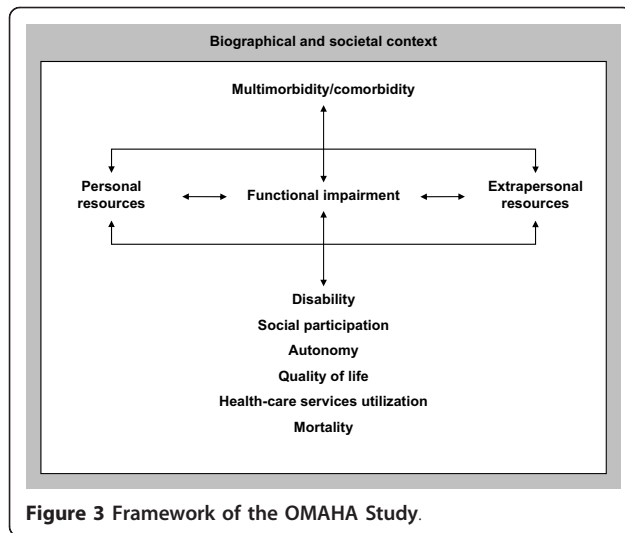 Biographical and societal context
Multimorbidity/comorbidity
Personal
resources
Functional impairment
Extrapersonal
resources
Disability
Social participation
Autonomy
Quality of life
Health-care services utilization
Mortality
Figure 3 Framework of the OMAHA Study.